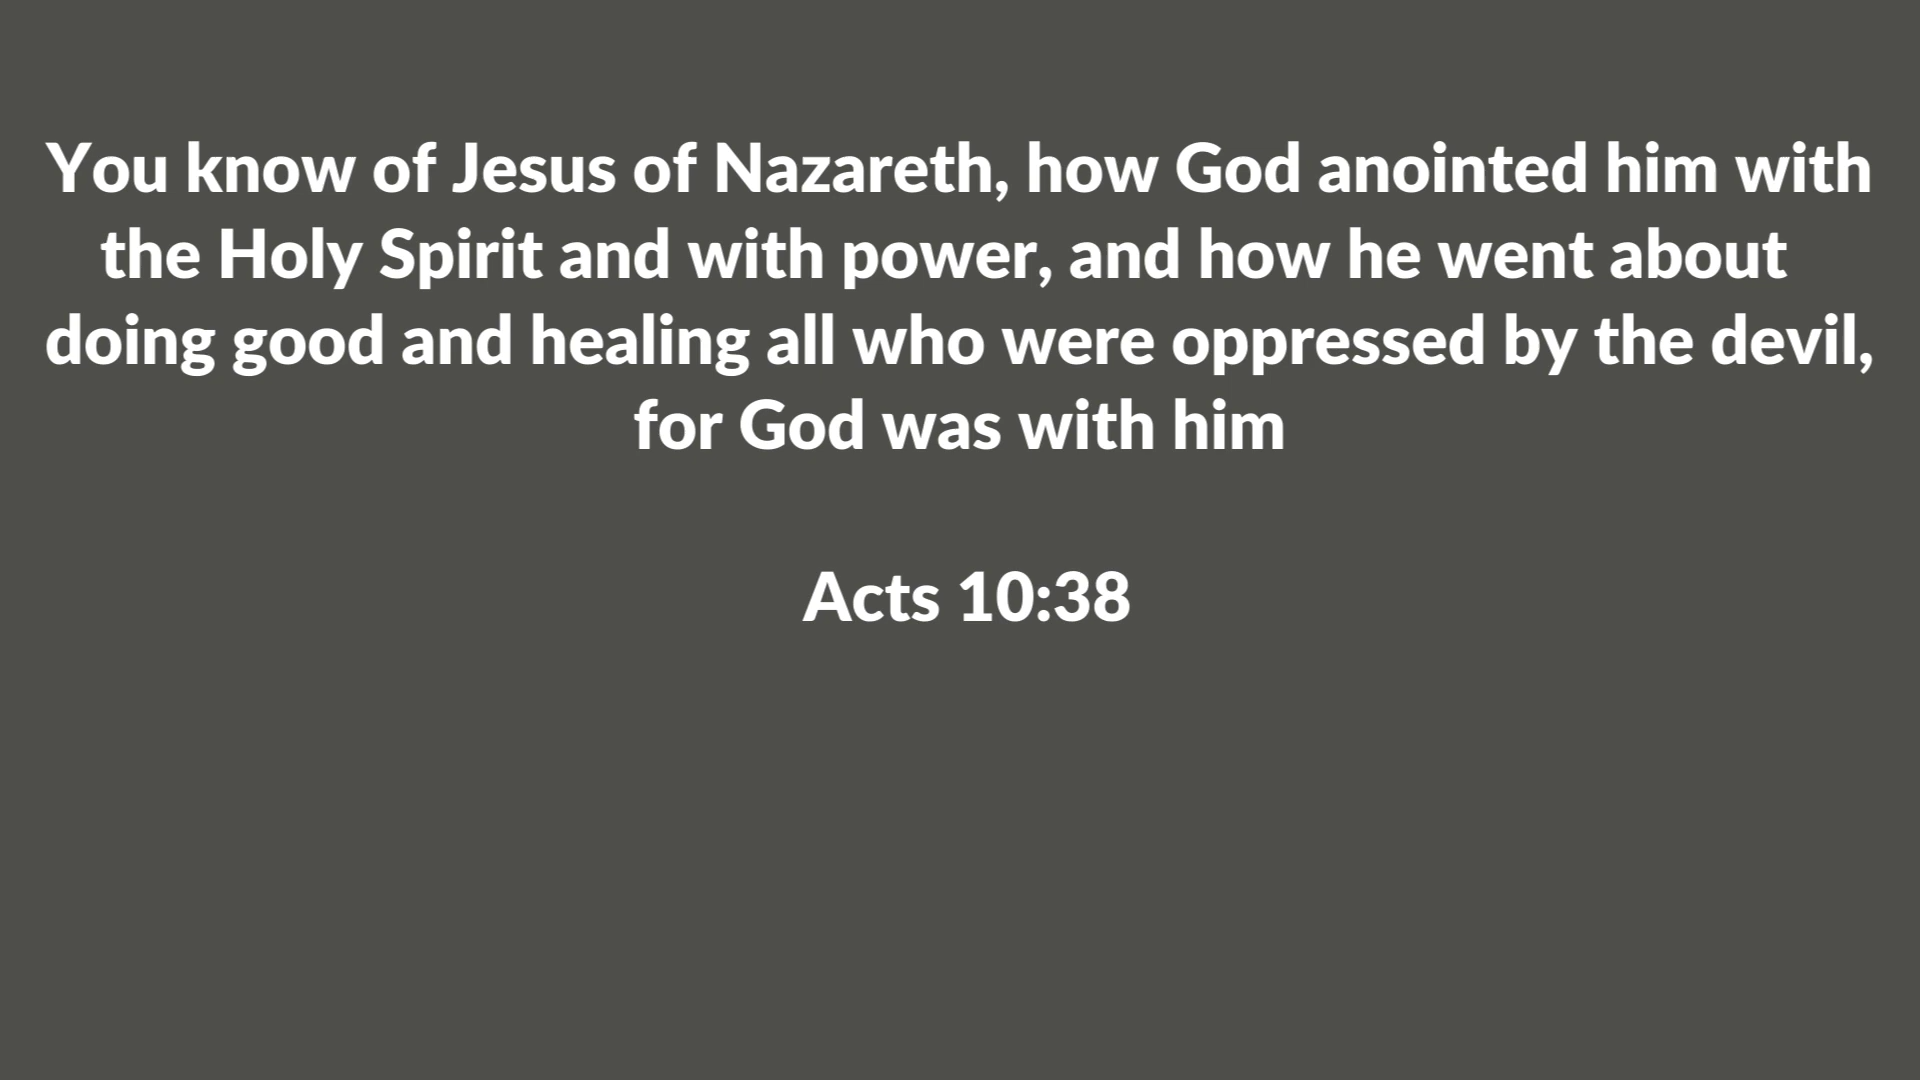 You know of Jesus of Nazareth, how God anointed him with
the Holy Spirit and with power, and how he went about
doing good and healing all who were oppressed by the devil,
for God was with him
Acts 10:38